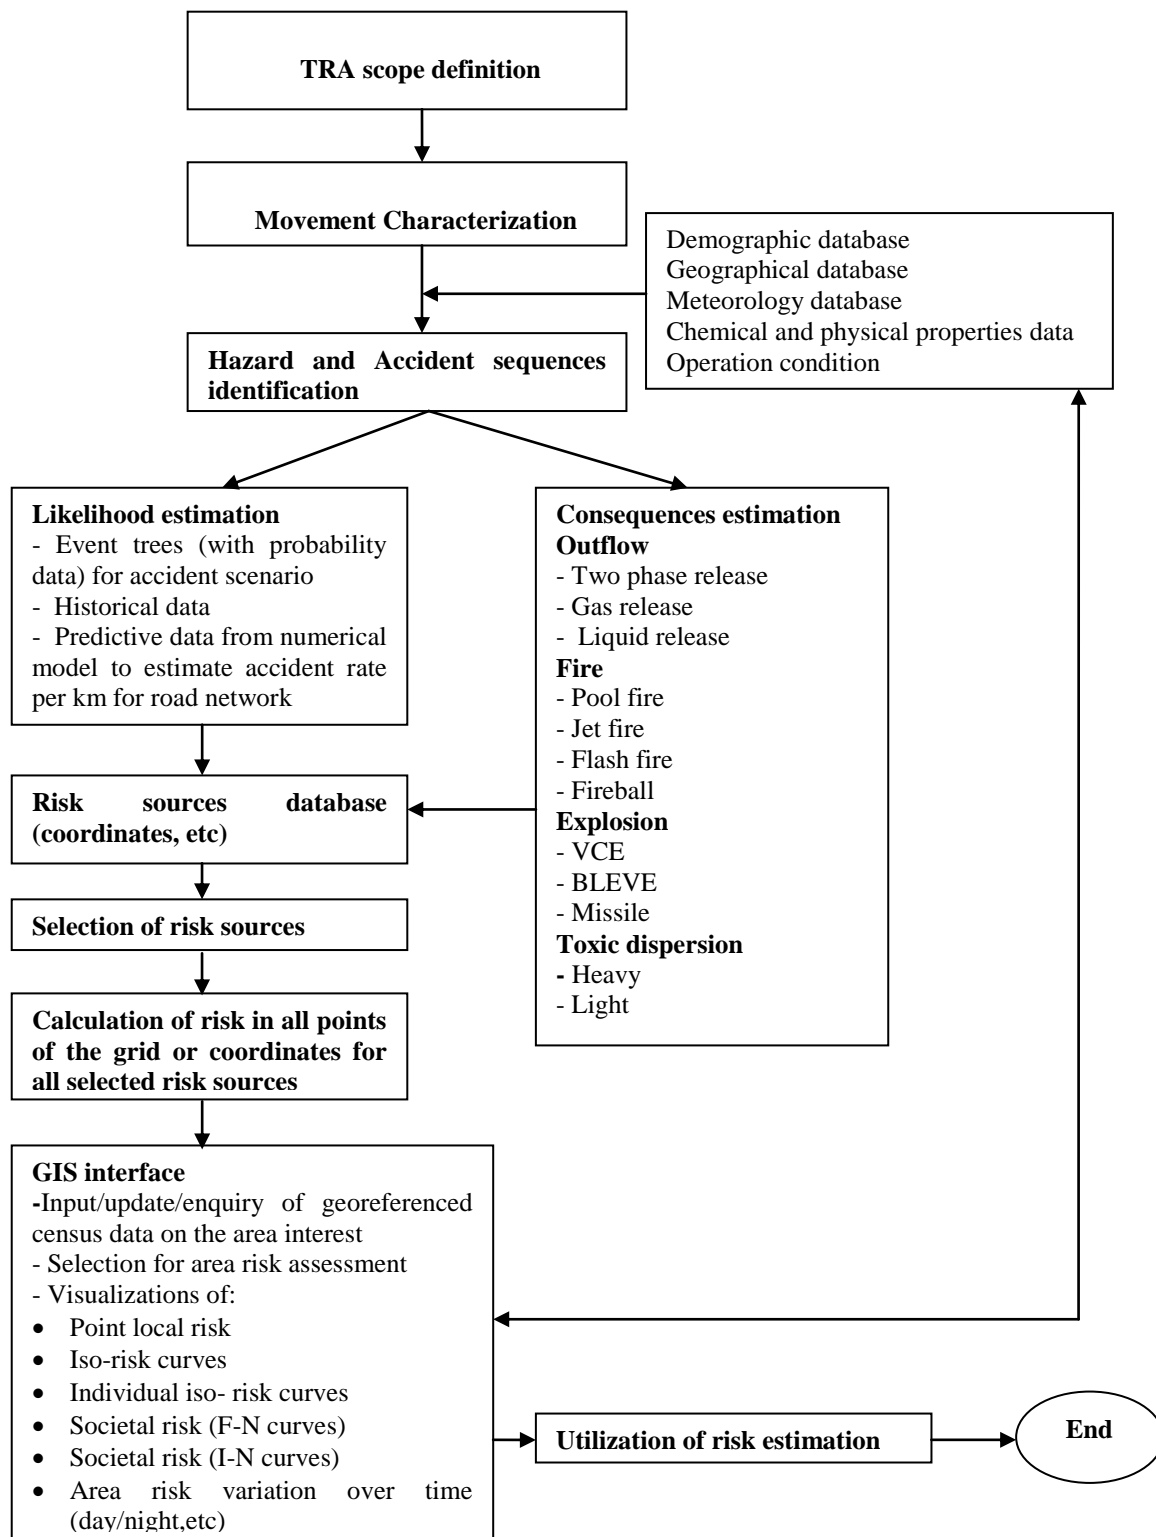 TRA scope definition
Movement Characterization
Demographic database
Geographical database
Meteorology database
Chemical and physical properties data
Operation condition
Hazard and Accident sequences
identification
Likelihood estimation
- Event trees (with probability
data) for accident scenario
- Historical data
- Predictive data from numerical
model to estimate accident rate
per km for road network
Consequences estimation
Outflow
- Two phase release
- Gas release
- Liquid release
Fire
- Pool fire
- Jet fire
- Flash fire
- Fireball
Explosion
- VCE
- BLEVE
- Missile
Toxic dispersion
- Heavy
- Light
Risk sources database
(coordinates, etc)
Selection of risk sources
Calculation of risk in all points
of the grid or coordinates for
all selected risk sources
GIS interface
-Input/update/enquiry of georeferenced
census data on the area interest
- Selection for area risk assessment
- Visualizations of:
• Point local risk
• Iso-risk curves
• Individual iso- risk curves
• Societal risk (F-N curves)
• Societal risk (I-N curves)
• Area risk variation over time
(day/night,etc)
Utilization of risk estimation
End